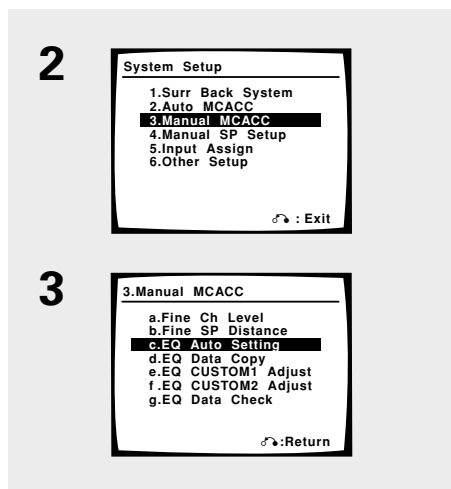 2
System Setup
1.Surr Back System
2.Auto MCACC
3.Manual MCACC
4.Manual SP Setup
5.Input Assign
6.Other Setup
: Exit
3
3.Manual MCACC
a.Fine Ch Level
b.Fine SP Distance
c.EQ Auto Setting
d.EQ Data Copy
e.EQ CUSTOM1 Adjust
f .EQ CUSTOM2 Adjust
g.EQ Data Check
:Return